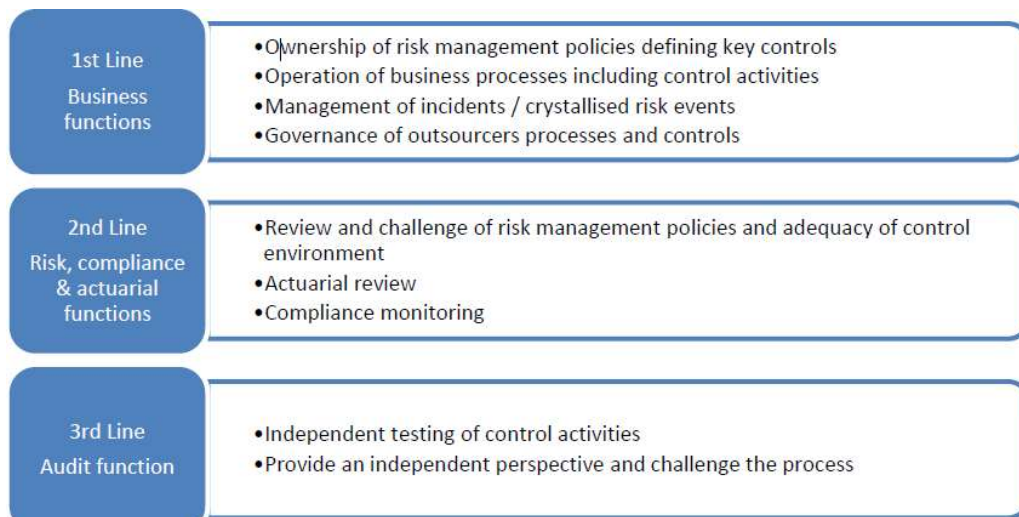 1st Line
Business
functions
•Ownership of risk management policies defining key controls
•Operation of business processes including control activities
•Management of incidents / crystallised risk events
•Governance of outsourcers processes and controls
2nd Line
Risk, compliance
& actuarial
functions
•Review and challenge of risk management policies and adequacy of control
environment
•Actuarial review
•Compliance monitoring
3rd Line
Audit function
•Independent testing of control activities
•Provide an independent perspective and challenge the process